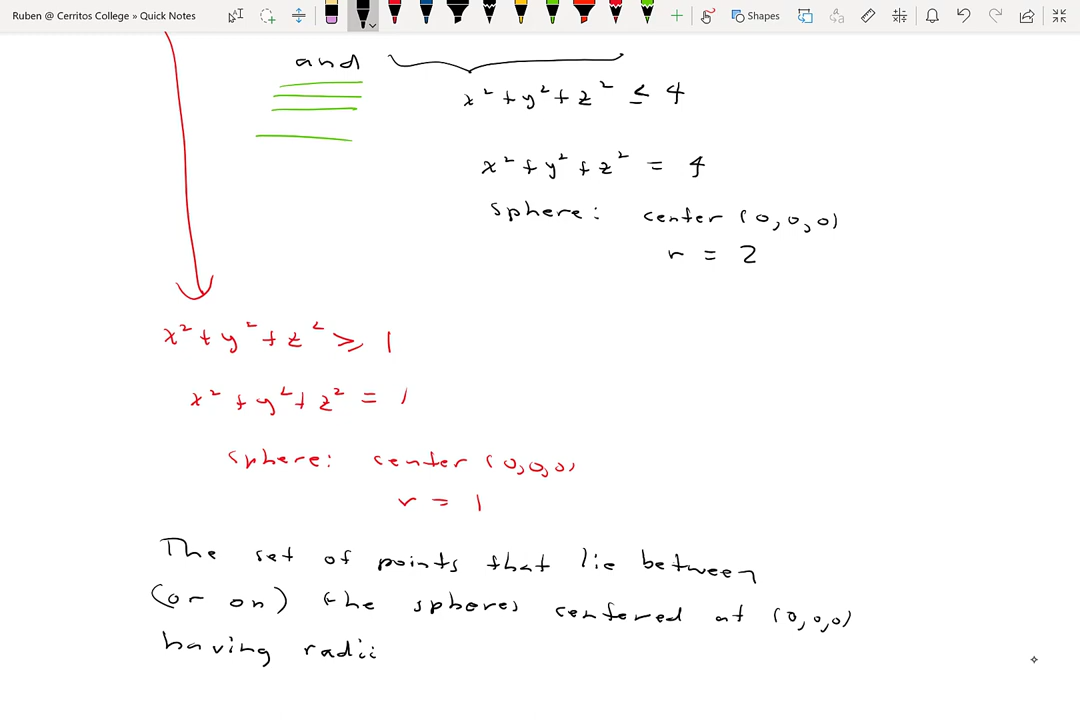 Ruben @ Cerritos College » Quick Notes
Shapes
and
x² + y² + z² ≤ 4
x² + y² + z² = 4
sphere: center (0,0,0)
r = 2
x² + y² + z² ≥ 1
x² + y² + z² = 1
sphere: center (0,0,0)
r = 1
The set of points that lie between
(or on) the spheres centered at (0,0,0)
having radii